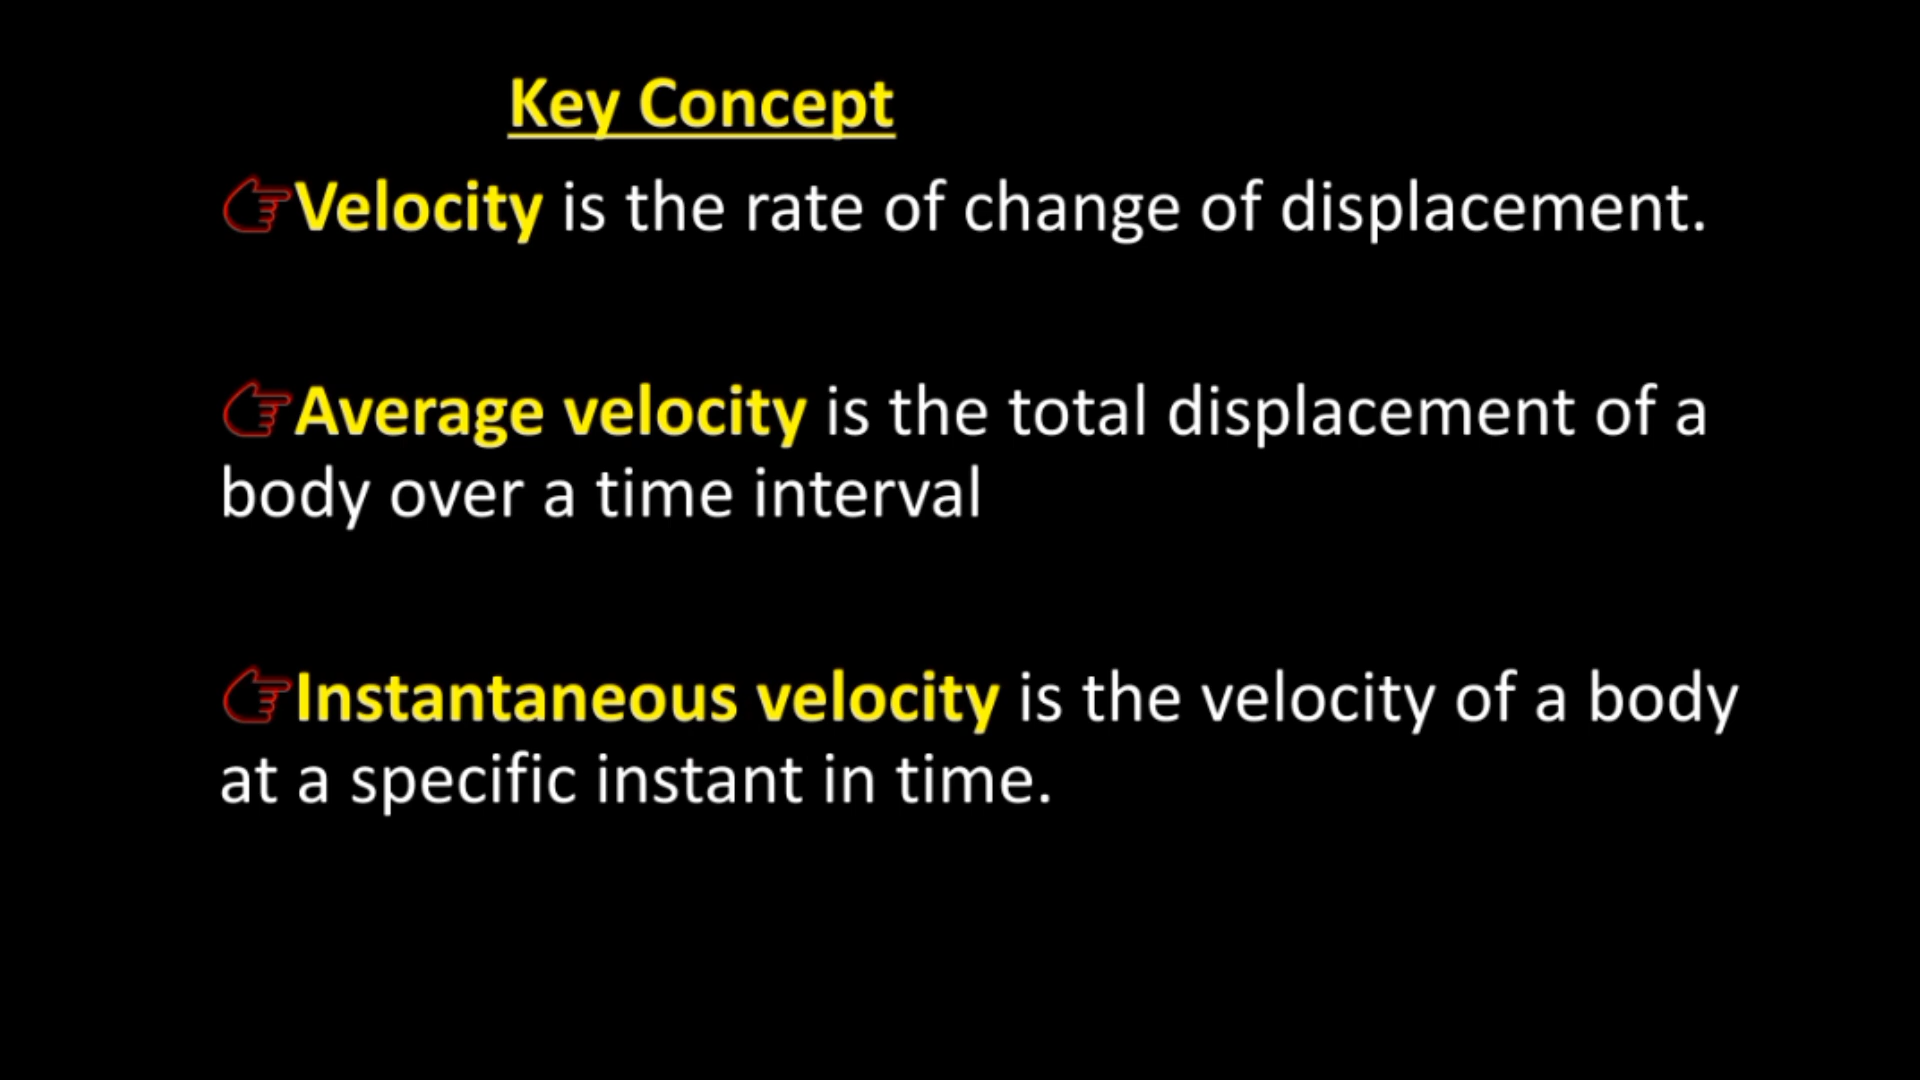 Key Concept
☞Velocity is the rate of change of displacement.
☞Average velocity is the total displacement of a
body over a time interval
☞Instantaneous velocity is the velocity of a body
at a specific instant in time.